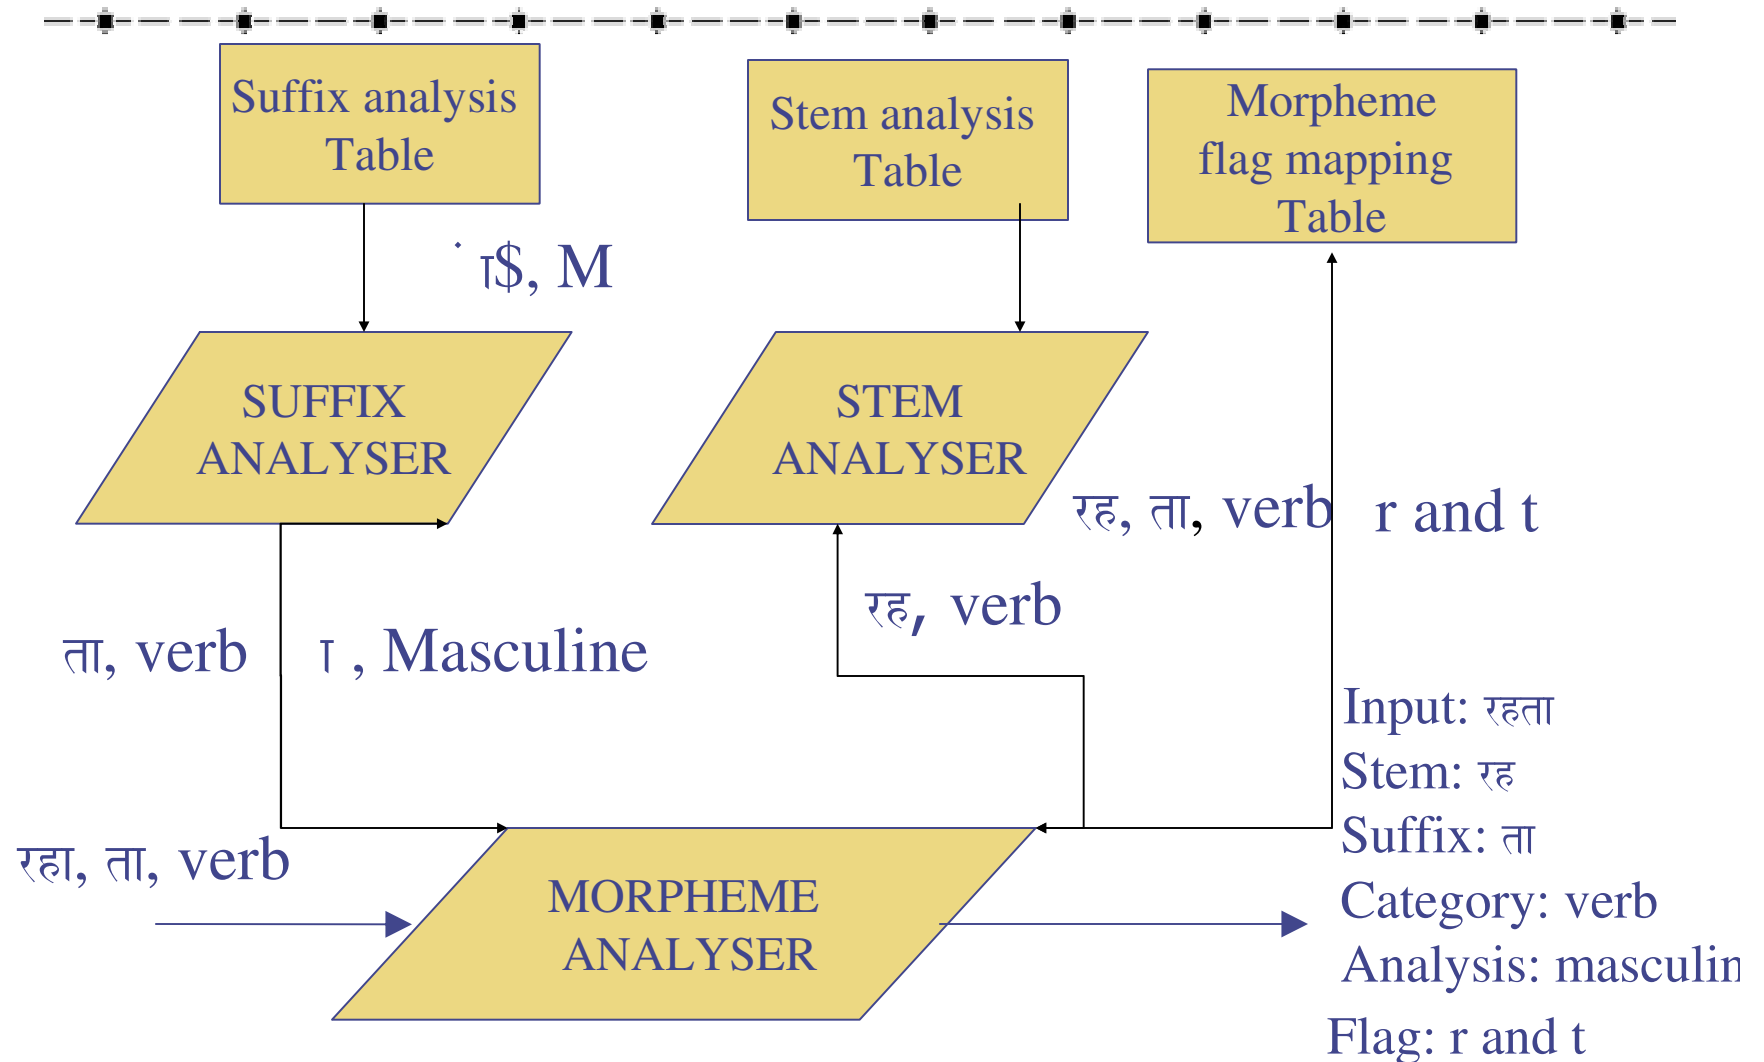 Suffix analysis
Table
Stem analysis
Table
Morpheme
flag mapping
Table
ा$, M
SUFFIX
ANALYSER
STEM
ANALYSER
रह, ता, verb
r and t
रह, verb
ता, verb
ा , Masculine
रहा, ता, verb
MORPHEME
ANALYSER
Input: रहता
Stem: रह
Suffix: ता
Category: verb
Analysis: masculin
Flag: r and t